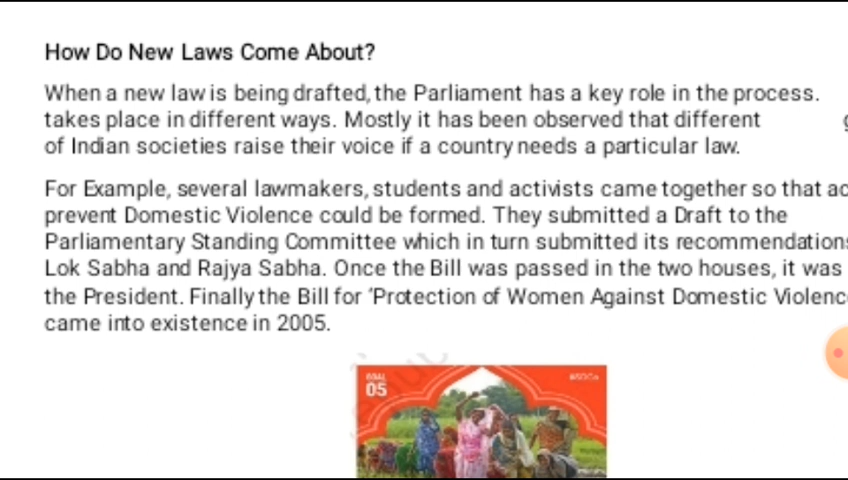 How Do New Laws Come About?
When a new law is being drafted, the Parliament has a key role in the process.
takes place in different ways. Mostly it has been observed that different
of Indian societies raise their voice if a country needs a particular law.
For Example, several lawmakers, students and activists came together so that
prevent Domestic Violence could be formed. They submitted a Draft to the
Parliamentary Standing Committee which in turn submitted its recommendations
Lok Sabha and Rajya Sabha. Once the Bill was passed in the two houses, it was
the President. Finally the Bill for ‘Protection of Women Against Domestic Violenc
came into existence in 2005.
GOAL
05